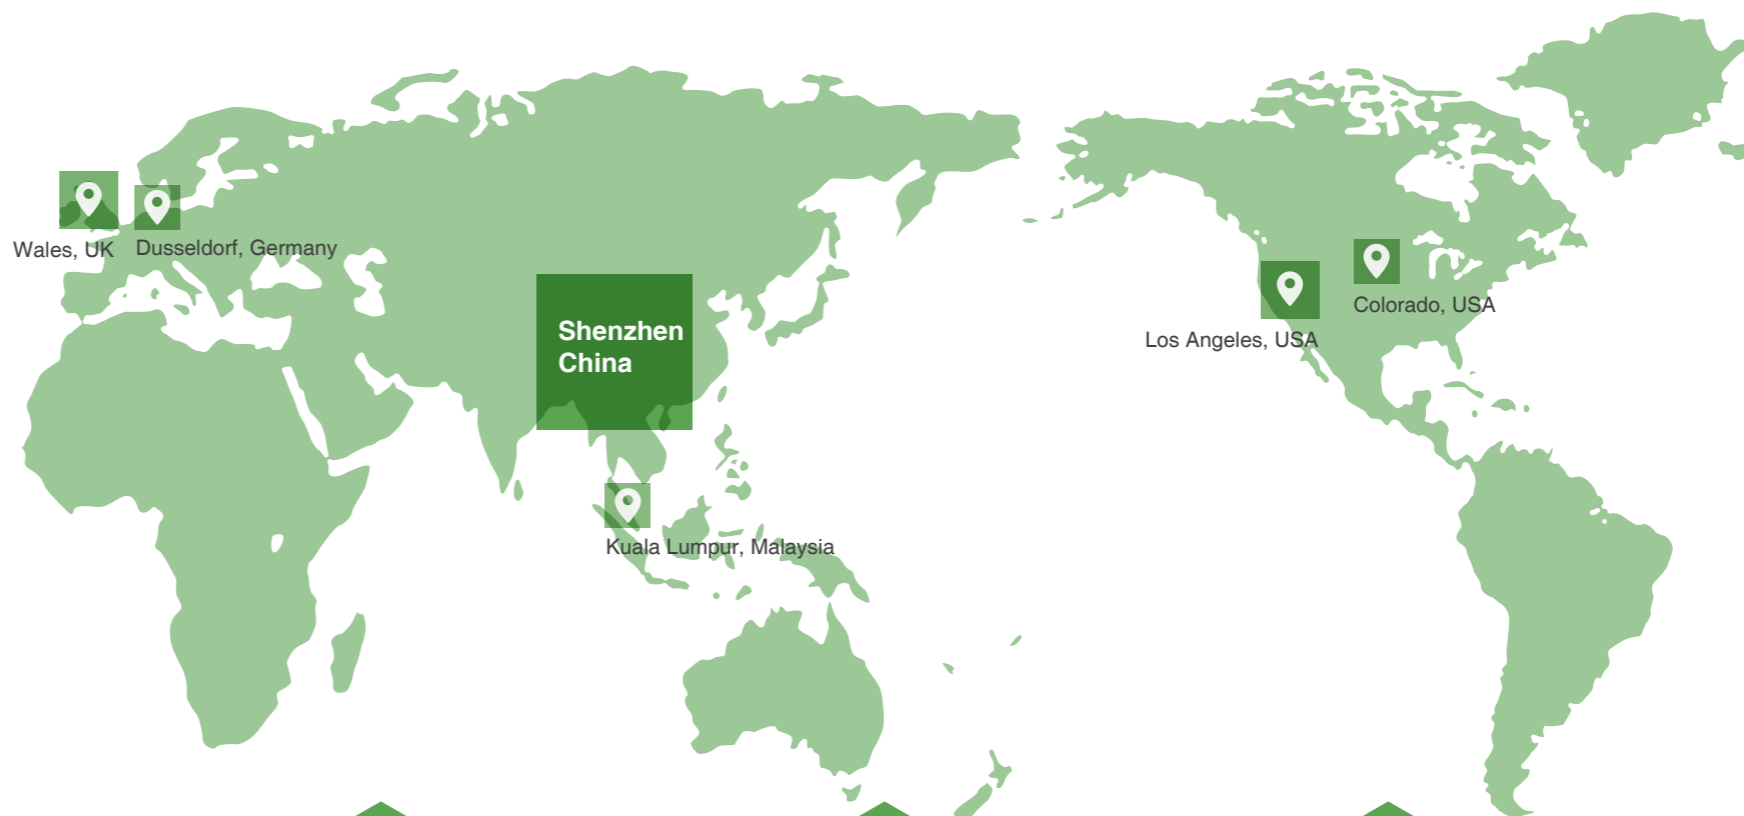 Wales, UK
Dusseldorf, Germany
Shenzhen
China
Colorado, USA
Los Angeles, USA
Kuala Lumpur, Malaysia